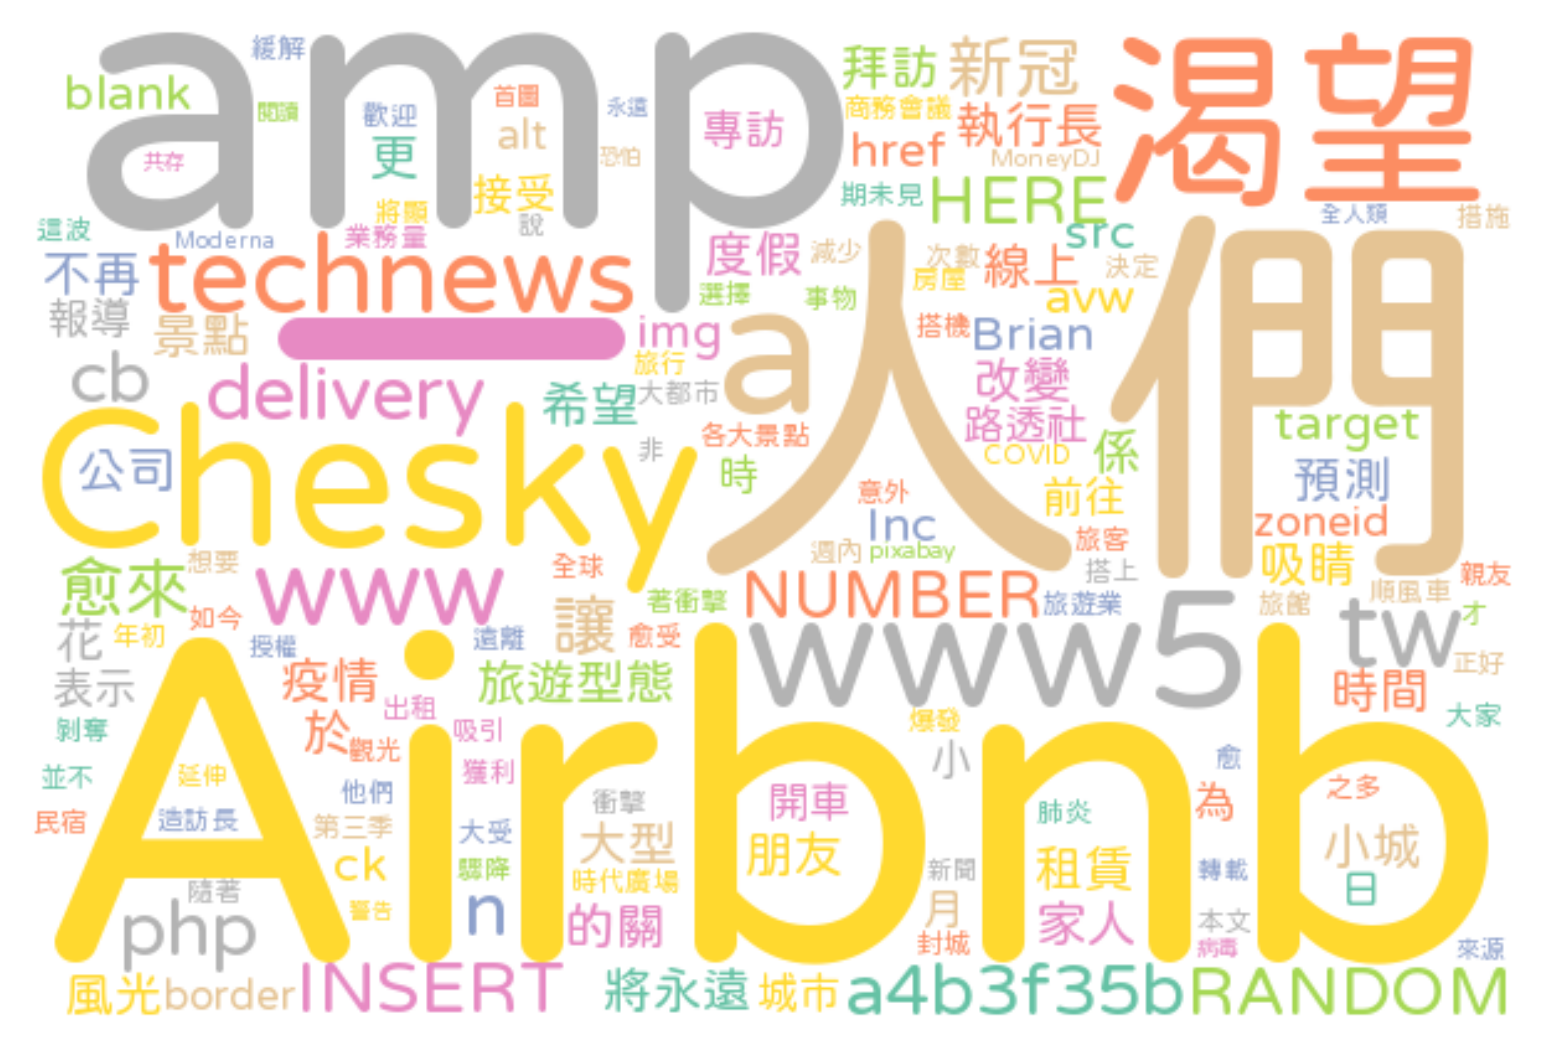 amp
渴望
緩解
拜訪
新冠
blank
閱讀
歡迎
首圖
永遠
專訪
商務會議
執行長
alt
更
共存
恐怕
href
MoneyDJ
接受
期未見
HERE
將顯
說
全人類
措施
這波
Moderna
業務量
src
人們
不再
technews
度假
減少
次數
線上
決定
房屋
選擇
事物
avw
報導
景點
img
a
搭機
Brian
旅行
cb
delivery
希望
大都市
改變
Chesky
各大景點
路透社
target
公司
非
時
COVID
係
預測
意外
前往
Inc
zoneid
旅客
愈來
想要
全球
週內
pixabay
搭上
吸睛
親友
www
NUMBER
著衝擊
旅遊業
旅館
順風車
如今
讓
www5
tw
才
花
年初
授權
遠離
愈受
Airbnb
表示
疫情
旅遊型態
正好
時間
出租
剝奪
於
觀光
吸引
爆發
大家
並不
延伸
獲利
小
愈
他們
衝擊
開車
為
之多
民宿
造訪長
第三季
大受
肺炎
大型
朋友
小城
ck
驟降
時代廣場
新聞
租賃
轉載
隨著
日
php
警告
n
的關
月
家人
本文
封城
病毒
來源
風光
border
INSERT
將永遠
城市
a4b3f35b
RANDOM